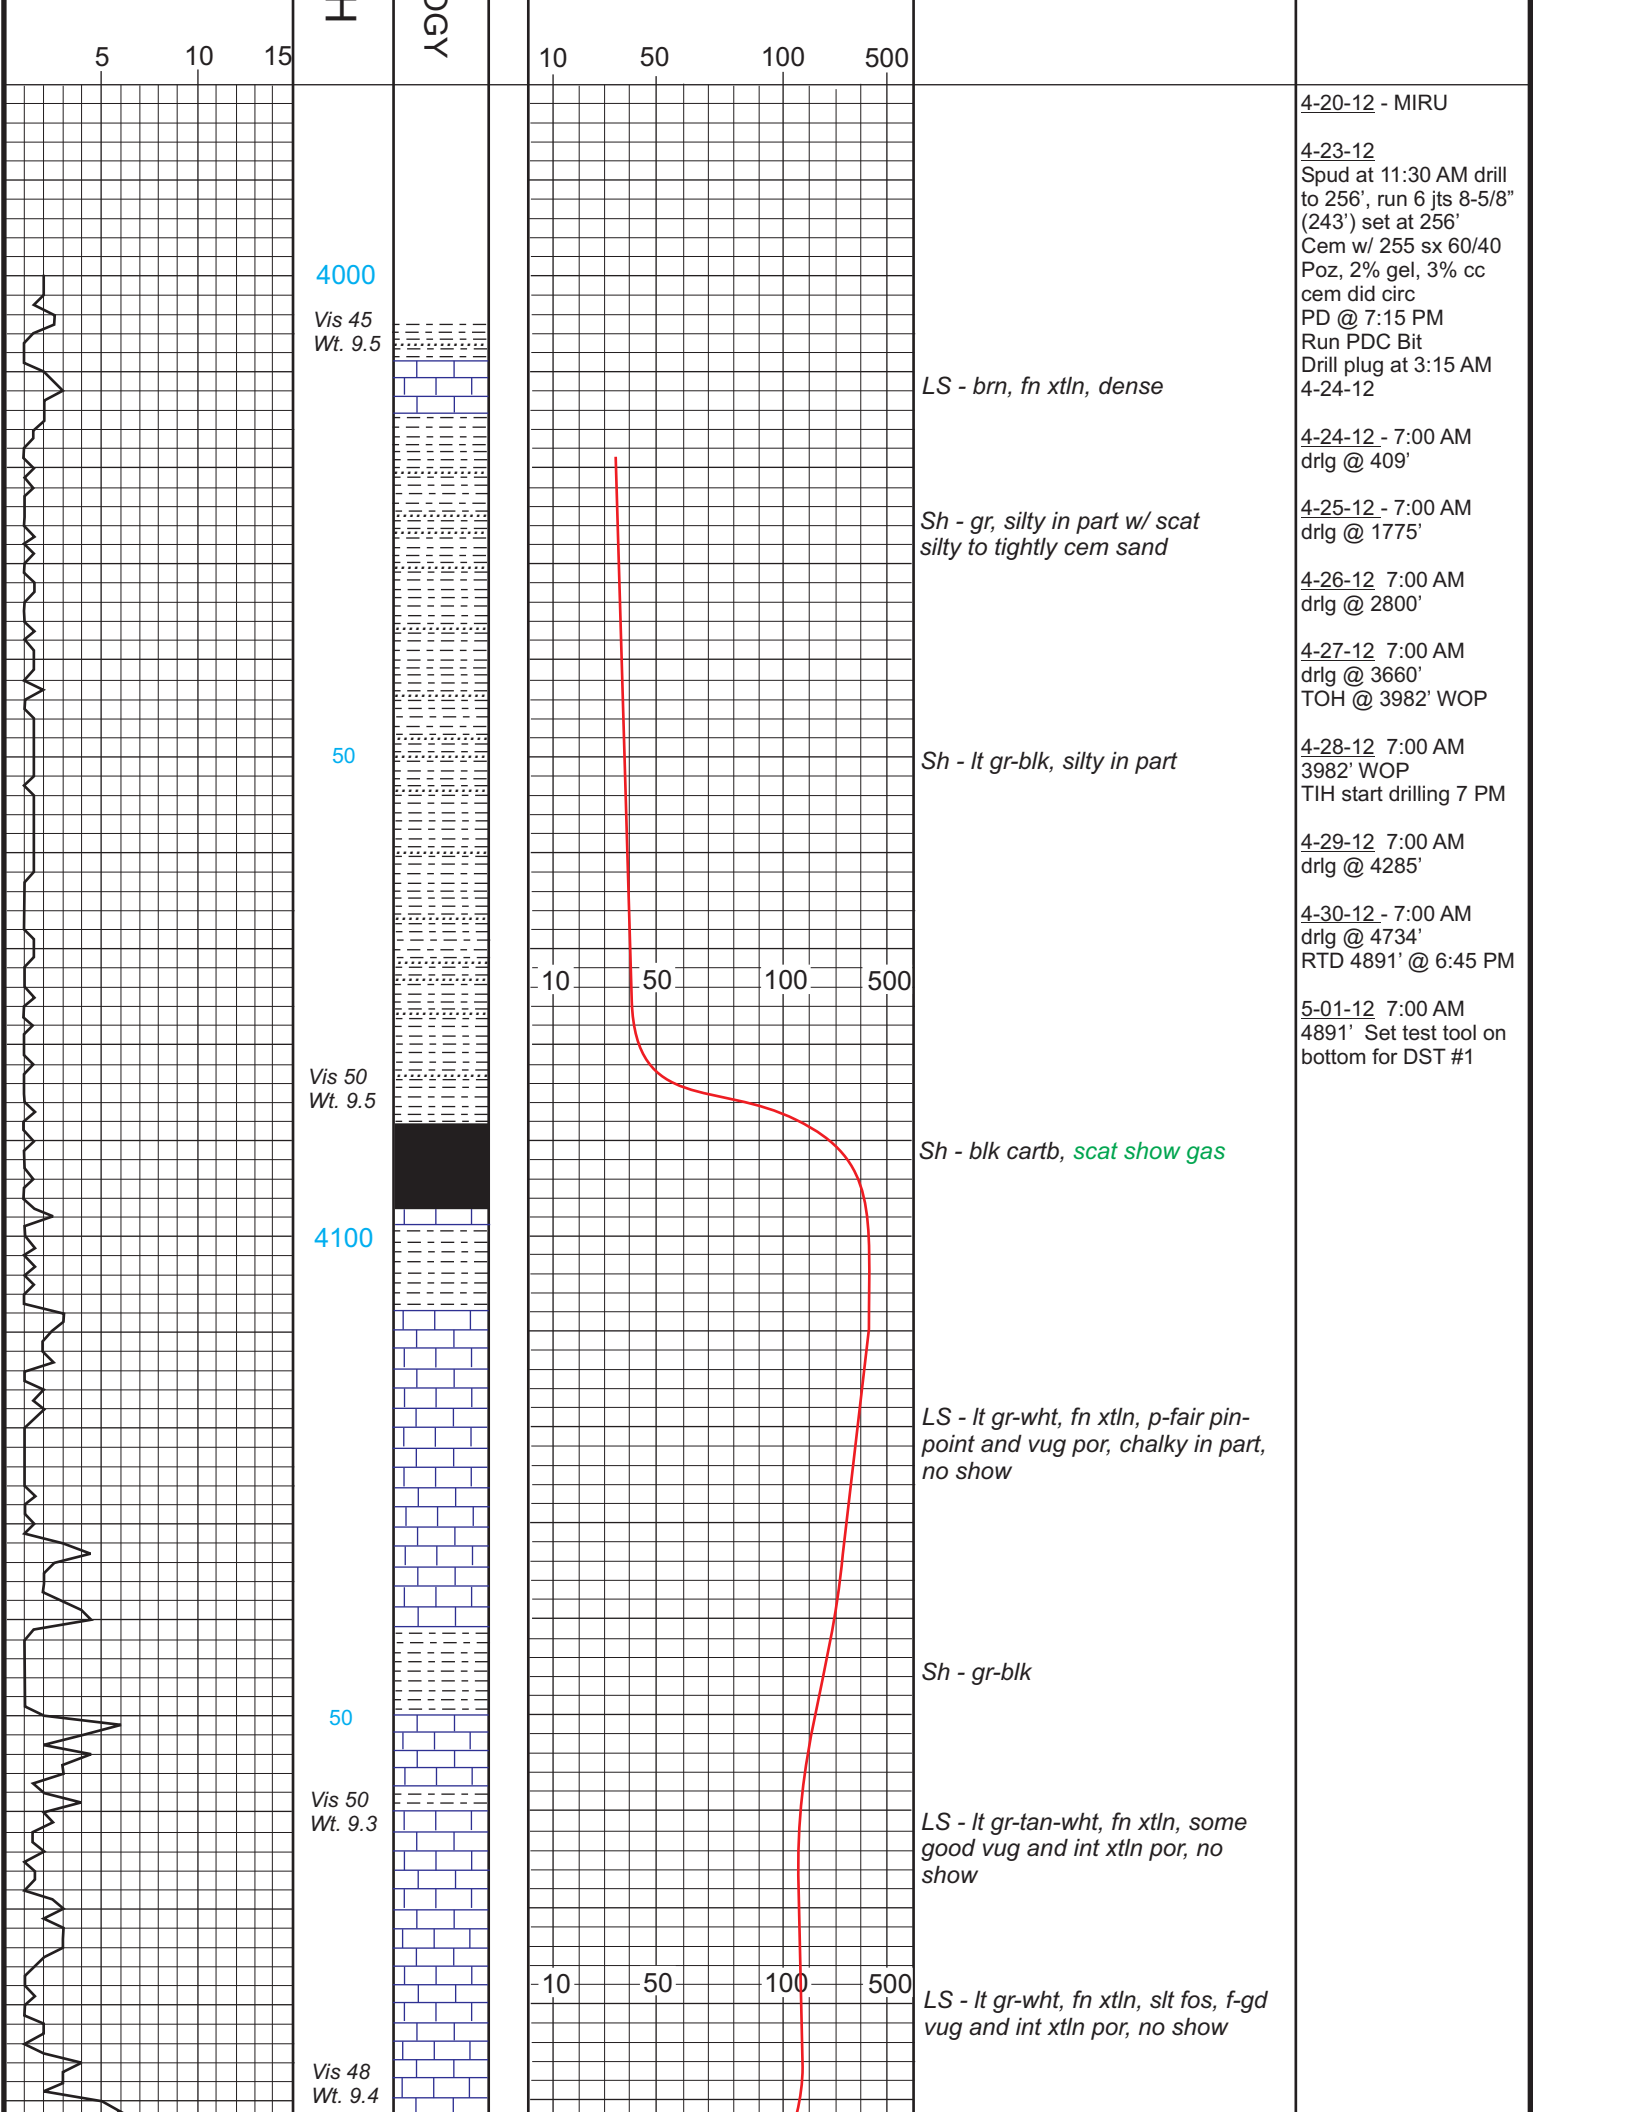 H
OGY
5 10 15
10 50 100 500
4000
Vis 45
Wt. 9.5
50
10 50 100 500
Vis 50
Wt. 9.5
4100
50
Vis 50
Wt. 9.3
10 50 100 500
Vis 48
Wt. 9.4
LS - brn, fn xtln, dense
Sh - gr, silty in part w/ scat
silty to tightly cem sand
Sh - lt gr-blk, silty in part
Sh - blk cartb, scat show gas
LS - lt gr-wht, fn xtln, p-fair pin-
point and vug por, chalky in part,
no show
Sh - gr-blk
LS - lt gr-tan-wht, fn xtln, some
good vug and int xtln por, no
show
LS - lt gr-wht, fn xtln, slt fos, f-gd
vug and int xtln por, no show
4-20-12 - MIRU
4-23-12
Spud at 11:30 AM drill
to 256’, run 6 jts 8-5/8”
(243’) set at 256’
Cem w/ 255 sx 60/40
Poz, 2% gel, 3% cc
cem did circ
PD @ 7:15 PM
Run PDC Bit
Drill plug at 3:15 AM
4-24-12
4-24-12 - 7:00 AM
drlg @ 409’
4-25-12 - 7:00 AM
drlg @ 1775’
4-26-12 7:00 AM
drlg @ 2800’
4-27-12 7:00 AM
drlg @ 3660’
TOH @ 3982’ WOP
4-28-12 7:00 AM
3982’ WOP
TIH start drilling 7 PM
4-29-12 7:00 AM
drlg @ 4285’
4-30-12 - 7:00 AM
drlg @ 4734’
RTD 4891’ @ 6:45 PM
5-01-12 7:00 AM
4891’ Set test tool on
bottom for DST #1